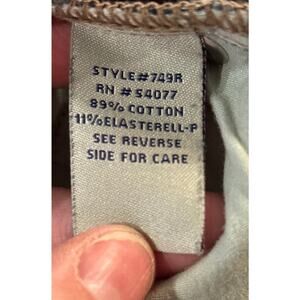 STYLE#749R
RN # 54077
89% COTTON
11%ELASTERELL-P
SEE REVERSE
SIDE FOR CARE